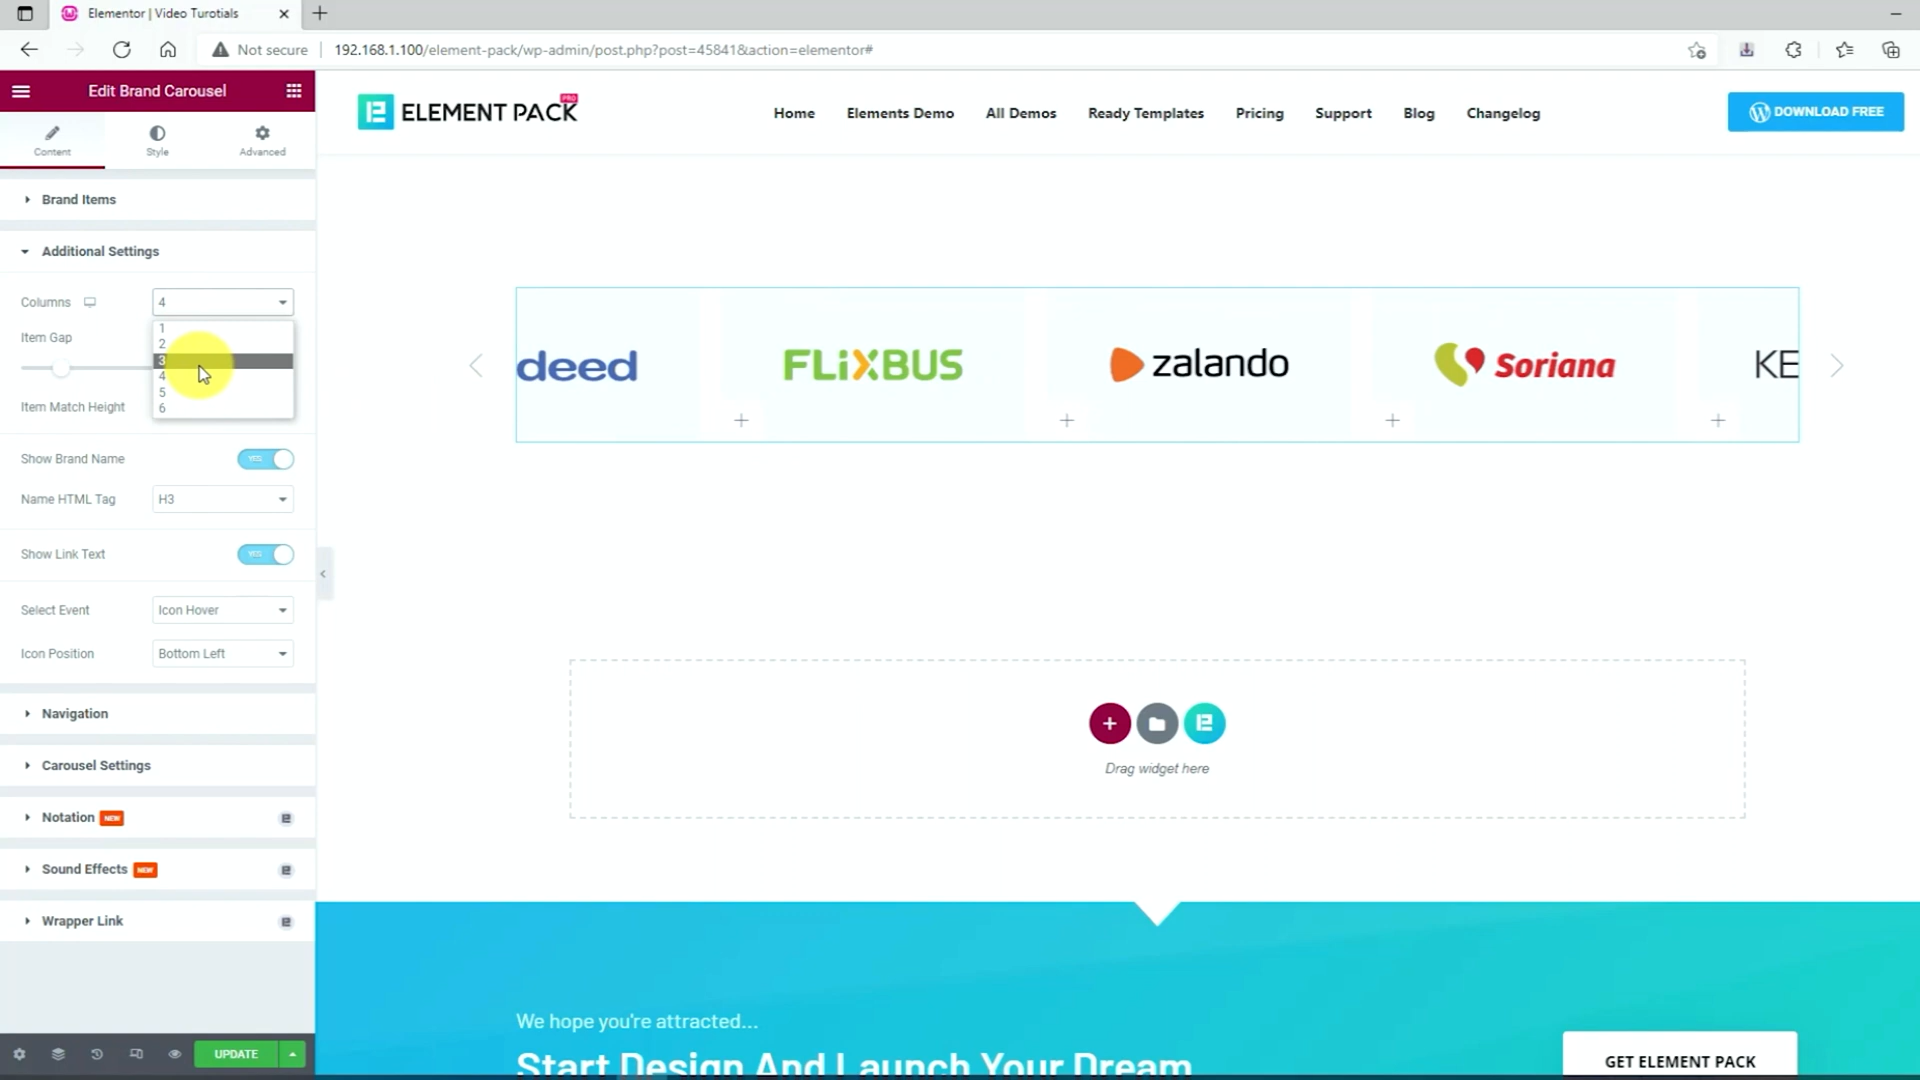 Elementor | Video Turotials
Not secure
192.168.1.100/element-pack/wp-admin/post.php?post=45841&action=elementor#
Edit Brand Carousel
Content
Style
Advanced
Brand Items
Additional Settings
Columns
4
1
2
3
4
5
6
Item Gap
Item Match Height
Show Brand Name
YES
Name HTML Tag
H3
Show Link Text
YES
Select Event
Icon Hover
Icon Position
Bottom Left
Navigation
Carousel Settings
Notation NEW
Sound Effects NEW
Wrapper Link
UPDATE
ELEMENT PACK
PRO
Home
Elements Demo
All Demos
Ready Templates
Pricing
Support
Blog
Changelog
DOWNLOAD FREE
deed
FLiXBUS
zalando
Soriana
KE
Drag widget here
We hope you're attracted...
Start Design And Launch Your Dream
GET ELEMENT PACK